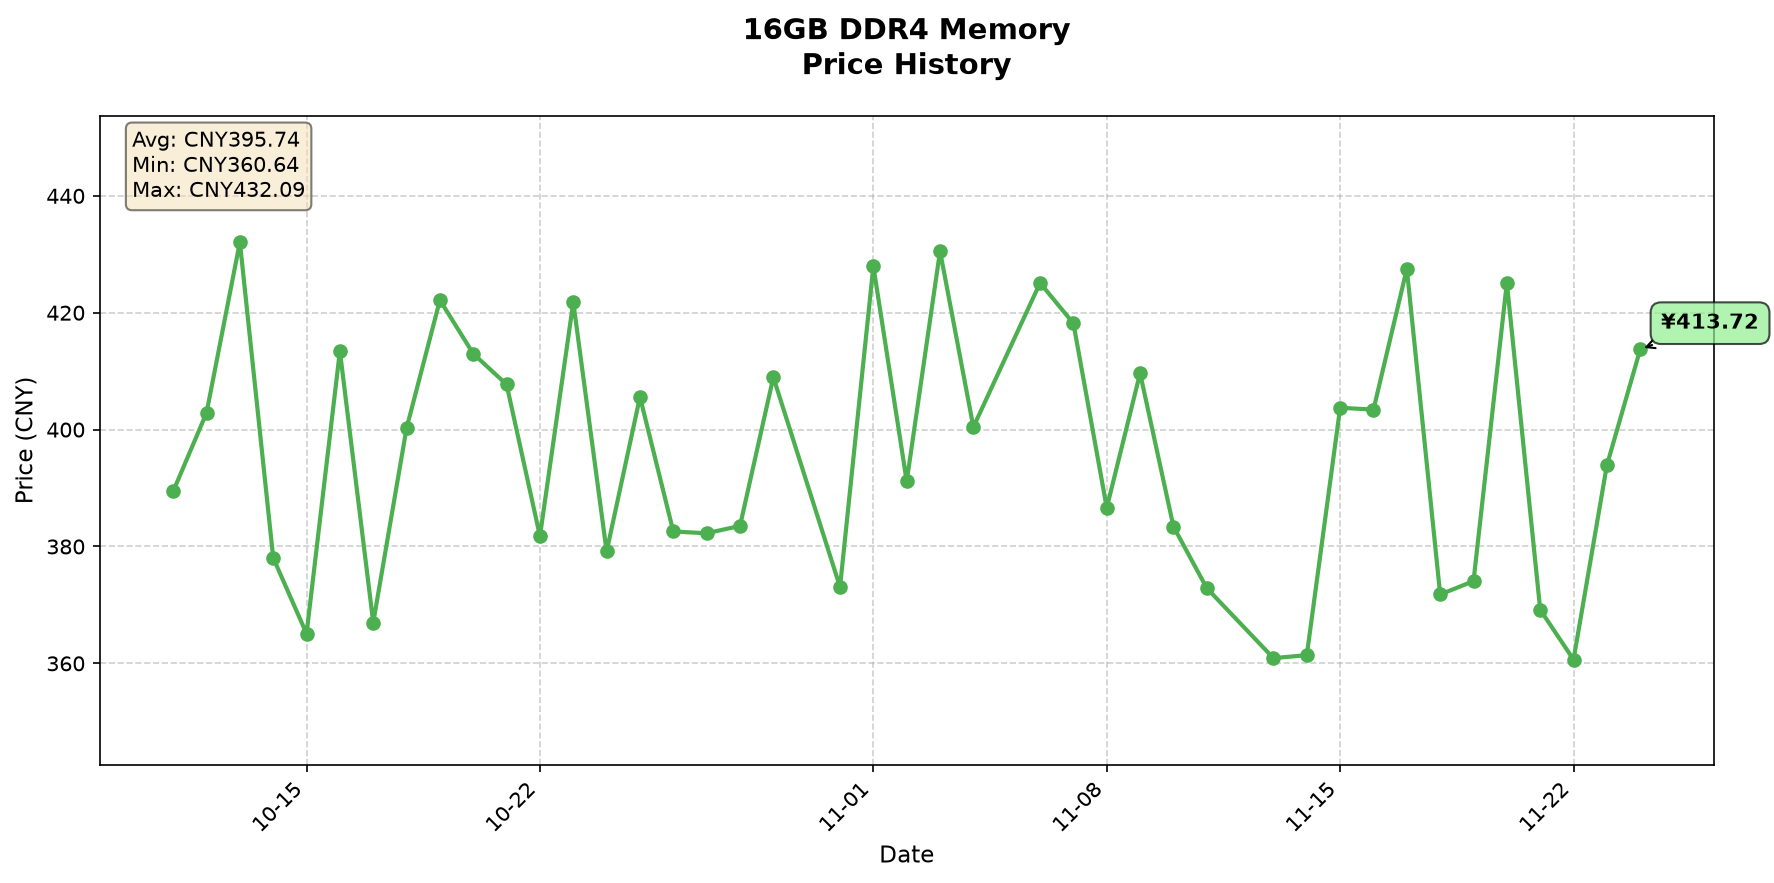 16GB DDR4 Memory
Price History
Avg: CNY395.74
Min: CNY360.64
Max: CNY432.09
¥413.72
Price (CNY)
440
420
400
380
360
10-15
10-22
11-01
11-08
11-15
11-22
Date